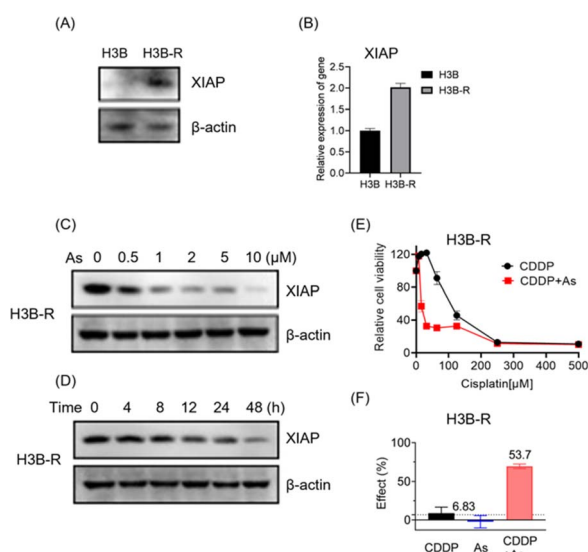 (A)
H3B H3B-R
XIAP
β-actin
(B)
XIAP
Relative expression of gene
2.5
2.0
1.5
1.0
0.5
0.0
H3B H3B-R
H3B
H3B-R
(C)
As 0 0.5 1 2 5 10 (μM)
H3B-R
XIAP
β-actin
(D)
Time 0 4 8 12 24 48 (h)
H3B-R
XIAP
β-actin
(E)
H3B-R
Relative cell viability
120
80
40
0
0 100 200 300 400 500
Cisplatin[μM]
CDDP
CDDP+As
(F)
H3B-R
Effect (%)
100
50
0
6.83
53.7
CDDP As CDDP